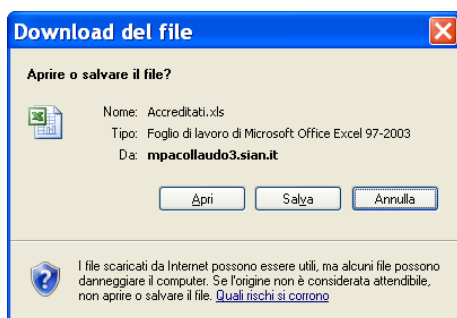 Download del file
Aprire o salvare il file?
Nome: Accreditati.xls
Tipo: Foglio di lavoro di Microsoft Office Excel 97-2003
Da: mpacollaudo3.sian.it
Apri Salva Annulla
I file scaricati da Internet possono essere utili, ma alcuni file possono
danneggiare il computer. Se l'origine non è considerata attendibile,
non aprire o salvare il file. Quali rischi si corrono